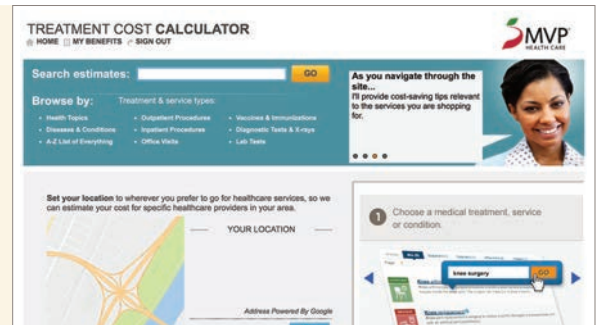 TREATMENT COST CALCULATOR
HOME MY BENEFITS SIGN OUT
MVP
HEALTH CARE
Search estimates:
GO
Browse by:
Treatment & service types:
• Health Topics
• Diseases & Conditions
• A-Z List of Everything
• Outpatient Procedures
• Inpatient Procedures
• Office Visits
• Vaccines & Immunizations
• Diagnostic Tests & X-rays
• Lab Tests
As you navigate through the
site...
I'll provide cost-saving tips relevant
to the services you are shopping
for.
Set your location to wherever you prefer to go for healthcare services, so we
can estimate your cost for specific healthcare providers in your area.
YOUR LOCATION
Address Powered By Google
1
Choose a medical treatment, service
or condition.
knee surgery
GO